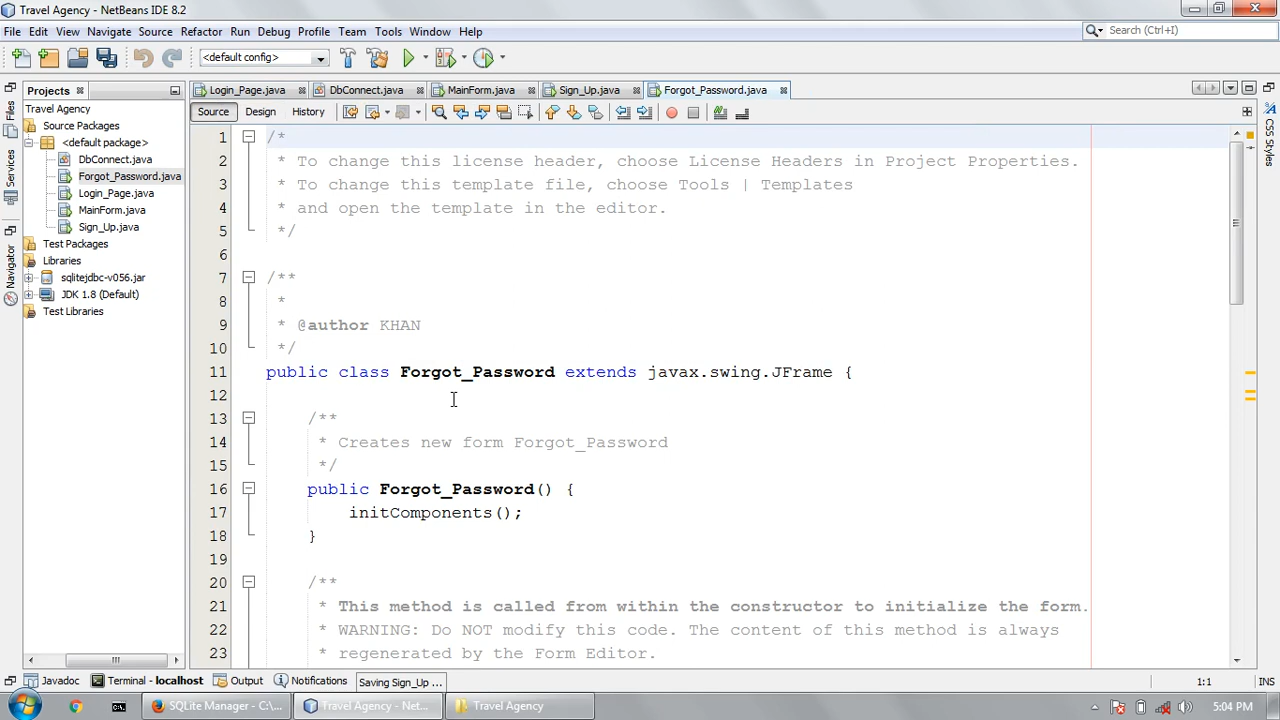 Travel Agency - NetBeans IDE 8.2
File Edit View Navigate Source Refactor Run Debug Profile Team Tools Window Help
Search (Ctrl+I)
<default config>
Files
Services
Navigator
Projects
Travel Agency
Source Packages
<default package>
DbConnect.java
Forgot_Password.java
Login_Page.java
MainForm.java
Sign_Up.java
Test Packages
Libraries
sqlitejdbc-v056.jar
JDK 1.8 (Default)
Test Libraries
Login_Page.java DbConnect.java MainForm.java Sign_Up.java Forgot_Password.java
Source Design History
1 /*
2 * To change this license header, choose License Headers in Project Properties.
3 * To change this template file, choose Tools | Templates
4 * and open the template in the editor.
5 */
6
7 /**
8 *
9 * @author KHAN
10 */
11 public class Forgot_Password extends javax.swing.JFrame {
12
13 /**
14 * Creates new form Forgot_Password
15 */
16 public Forgot_Password() {
17 initComponents();
18 }
19
20 /**
21 * This method is called from within the constructor to initialize the form.
22 * WARNING: Do NOT modify this code. The content of this method is always
23 * regenerated by the Form Editor.
CSS Styles
Javadoc Terminal - localhost Output Notifications Saving Sign_Up ... 1:1 INS
SQLite Manager - C:\... Travel Agency - Net... Travel Agency 5:04 PM